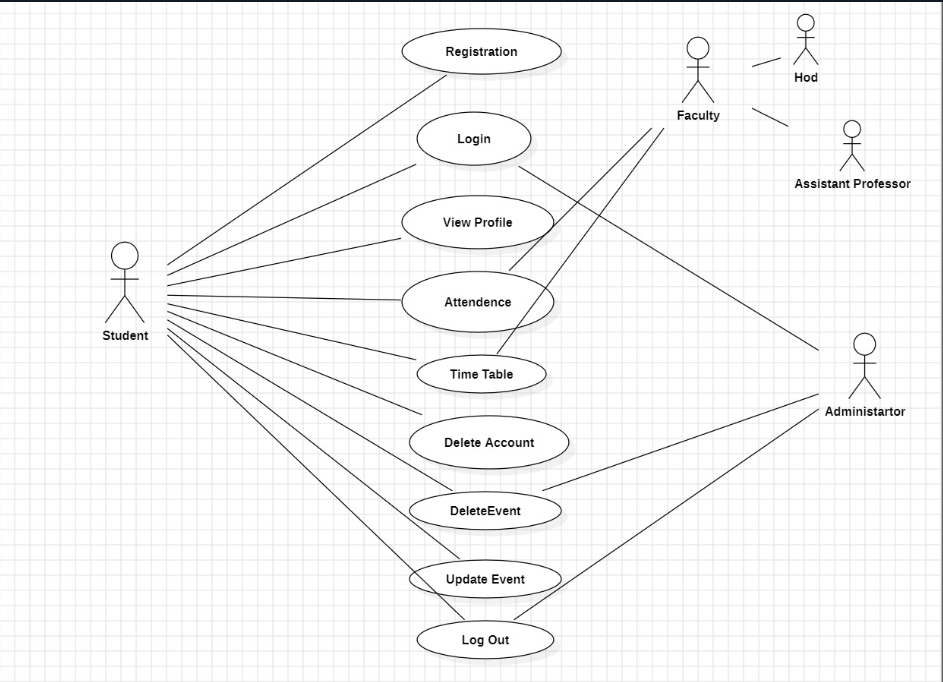 Registration
Hod
Faculty
Login
Assistant Professor
View Profile
Attendence
Student
Time Table
Administartor
Delete Account
DeleteEvent
Update Event
Log Out